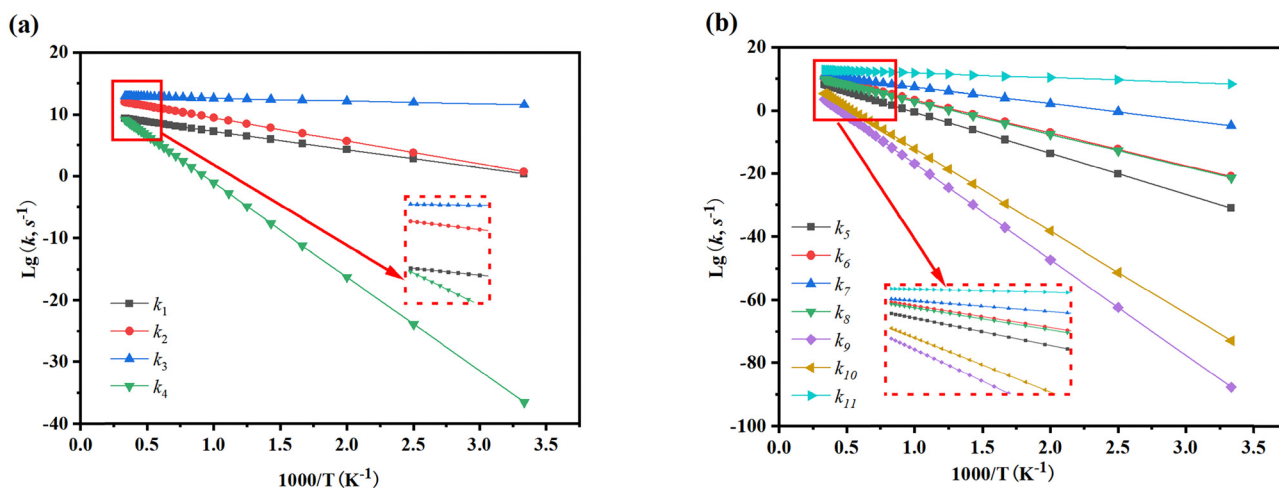 (a)
20
10
0
-10
-20
-30
-40
Lg(k, s⁻¹)
k₁
k₂
k₃
k₄
0.0 0.5 1.0 1.5 2.0 2.5 3.0 3.5
1000/T (K⁻¹)
(b)
20
0
-20
-40
-60
-80
-100
Lg(k, s⁻¹)
k₅
k₆
k₇
k₈
k₉
k₁₀
k₁₁
0.0 0.5 1.0 1.5 2.0 2.5 3.0 3.5
1000/T (K⁻¹)